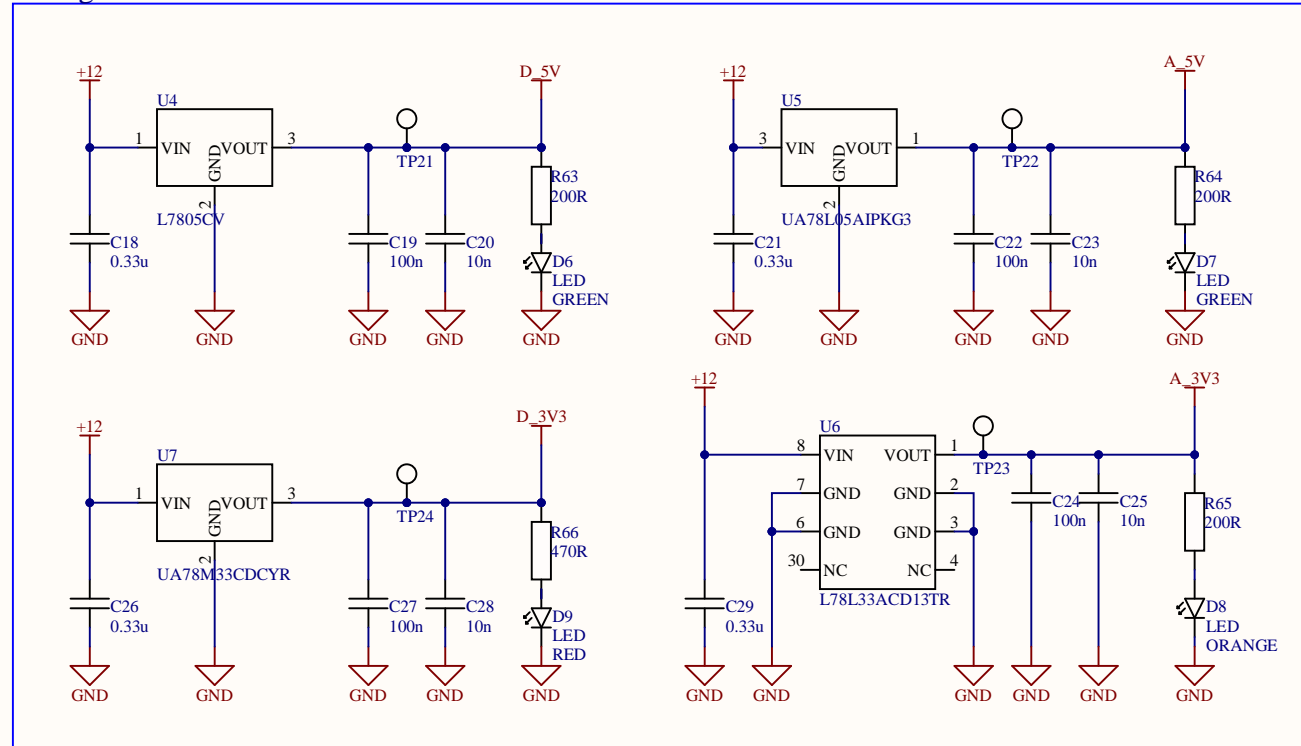 +12
D_5V
U4
1
VIN
GND
VOUT
3
2
L7805CV
TP21
C18
0.33u
C19
100n
C20
10n
R63
200R
D6
LED
GREEN
GND
GND
GND
GND
GND
+12
A_5V
U5
3
VIN
GND
VOUT
1
2
UA78L05AIPKG3
TP22
C21
0.33u
C22
100n
C23
10n
R64
200R
D7
LED
GREEN
GND
GND
GND
GND
GND
+12
D_3V3
U7
1
VIN
GND
VOUT
3
2
UA78M33CDCYR
TP24
C26
0.33u
C27
100n
C28
10n
R66
470R
D9
LED
RED
GND
GND
GND
GND
GND
+12
A_3V3
U6
8
VIN
VOUT
1
7
GND
GND
2
6
GND
GND
3
30
NC
NC
4
L78L33ACD13TR
TP23
C29
0.33u
C24
100n
C25
10n
R65
200R
D8
LED
ORANGE
GND
GND
GND
GND
GND
GND